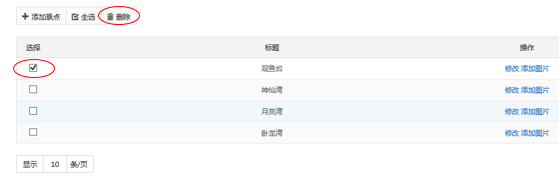 添加景点 全选 删除
选择 标题 操作
观鱼台 修改 添加图片
神仙湾 修改 添加图片
月亮湾 修改 添加图片
卧龙湾 修改 添加图片
显示 10 条/页